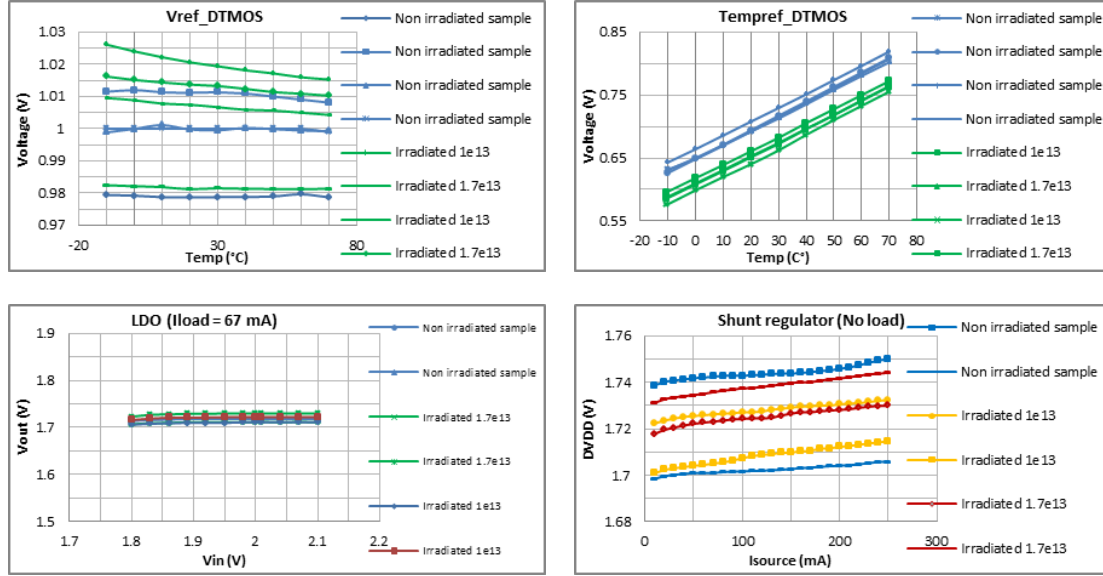 Vref_DTMOS
1.03
1.02
1.01
1
0.99
0.98
0.97
-20
30
80
Voltage (V)
Temp (°C)
Non irradiated sample
Non irradiated sample
Non irradiated sample
Non irradiated sample
Irradiated 1e13
Irradiated 1.7e13
Irradiated 1e13
Irradiated 1.7e13
Tempref_DTMOS
0.85
0.75
0.65
0.55
-20
-10
0
10
20
30
40
50
60
70
80
Voltage (V)
Temp (C°)
Non irradiated sample
Non irradiated sample
Non irradiated sample
Non irradiated sample
Irradiated 1e13
Irradiated 1.7e13
Irradiated 1e13
Irradiated 1.7e13
LDO (Iload = 67 mA)
1.9
1.8
1.7
1.6
1.5
1.7
1.8
1.9
2
2.1
2.2
Vout (V)
Vin (V)
Non irradiated sample
Non irradiated sample
Irradiated 1.7e13
Irradiated 1.7e13
Irradiated 1e13
Irradiated 1e13
Shunt regulator (No load)
1.76
1.74
1.72
1.7
1.68
0
100
200
300
DVDD (V)
Isource (mA)
Non irradiated sample
Non irradiated sample
Irradiated 1e13
Irradiated 1e13
Irradiated 1.7e13
Irradiated 1.7e13